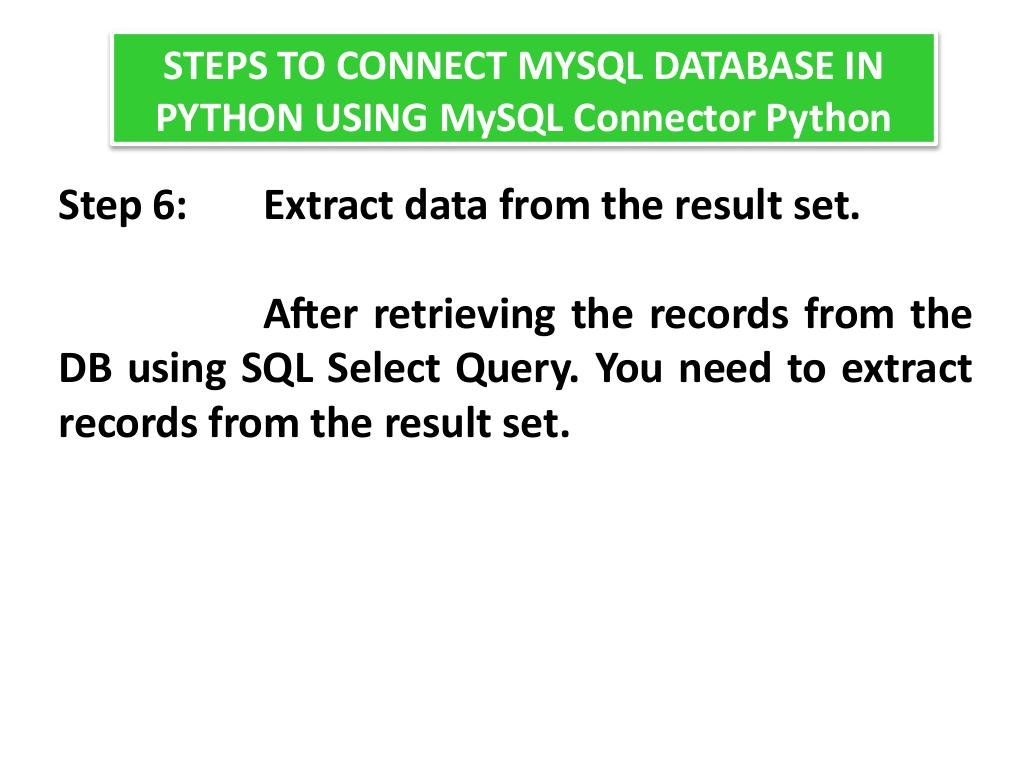 STEPS TO CONNECT MYSQL DATABASE IN
PYTHON USING MySQL Connector Python
Step 6: Extract data from the result set.
After retrieving the records from the
DB using SQL Select Query. You need to extract
records from the result set.